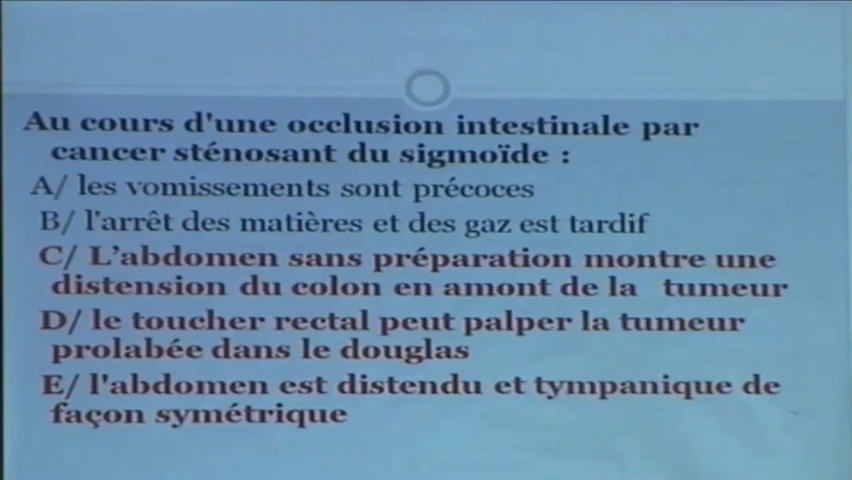 Au cours d'une occlusion intestinale par
cancer sténosant du sigmoïde :
A/ les vomissements sont précoces
B/ l'arrêt des matières et des gaz est tardif
C/ L'abdomen sans préparation montre une
distension du colon en amont de la tumeur
D/ le toucher rectal peut palper la tumeur
prolabée dans le douglas
E/ l'abdomen est distendu et tympanique de
façon symétrique